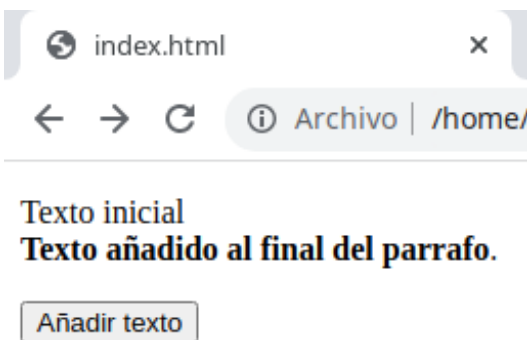 index.html
Archivo | /home/
Texto inicial
Texto añadido al final del parrafo.
Añadir texto